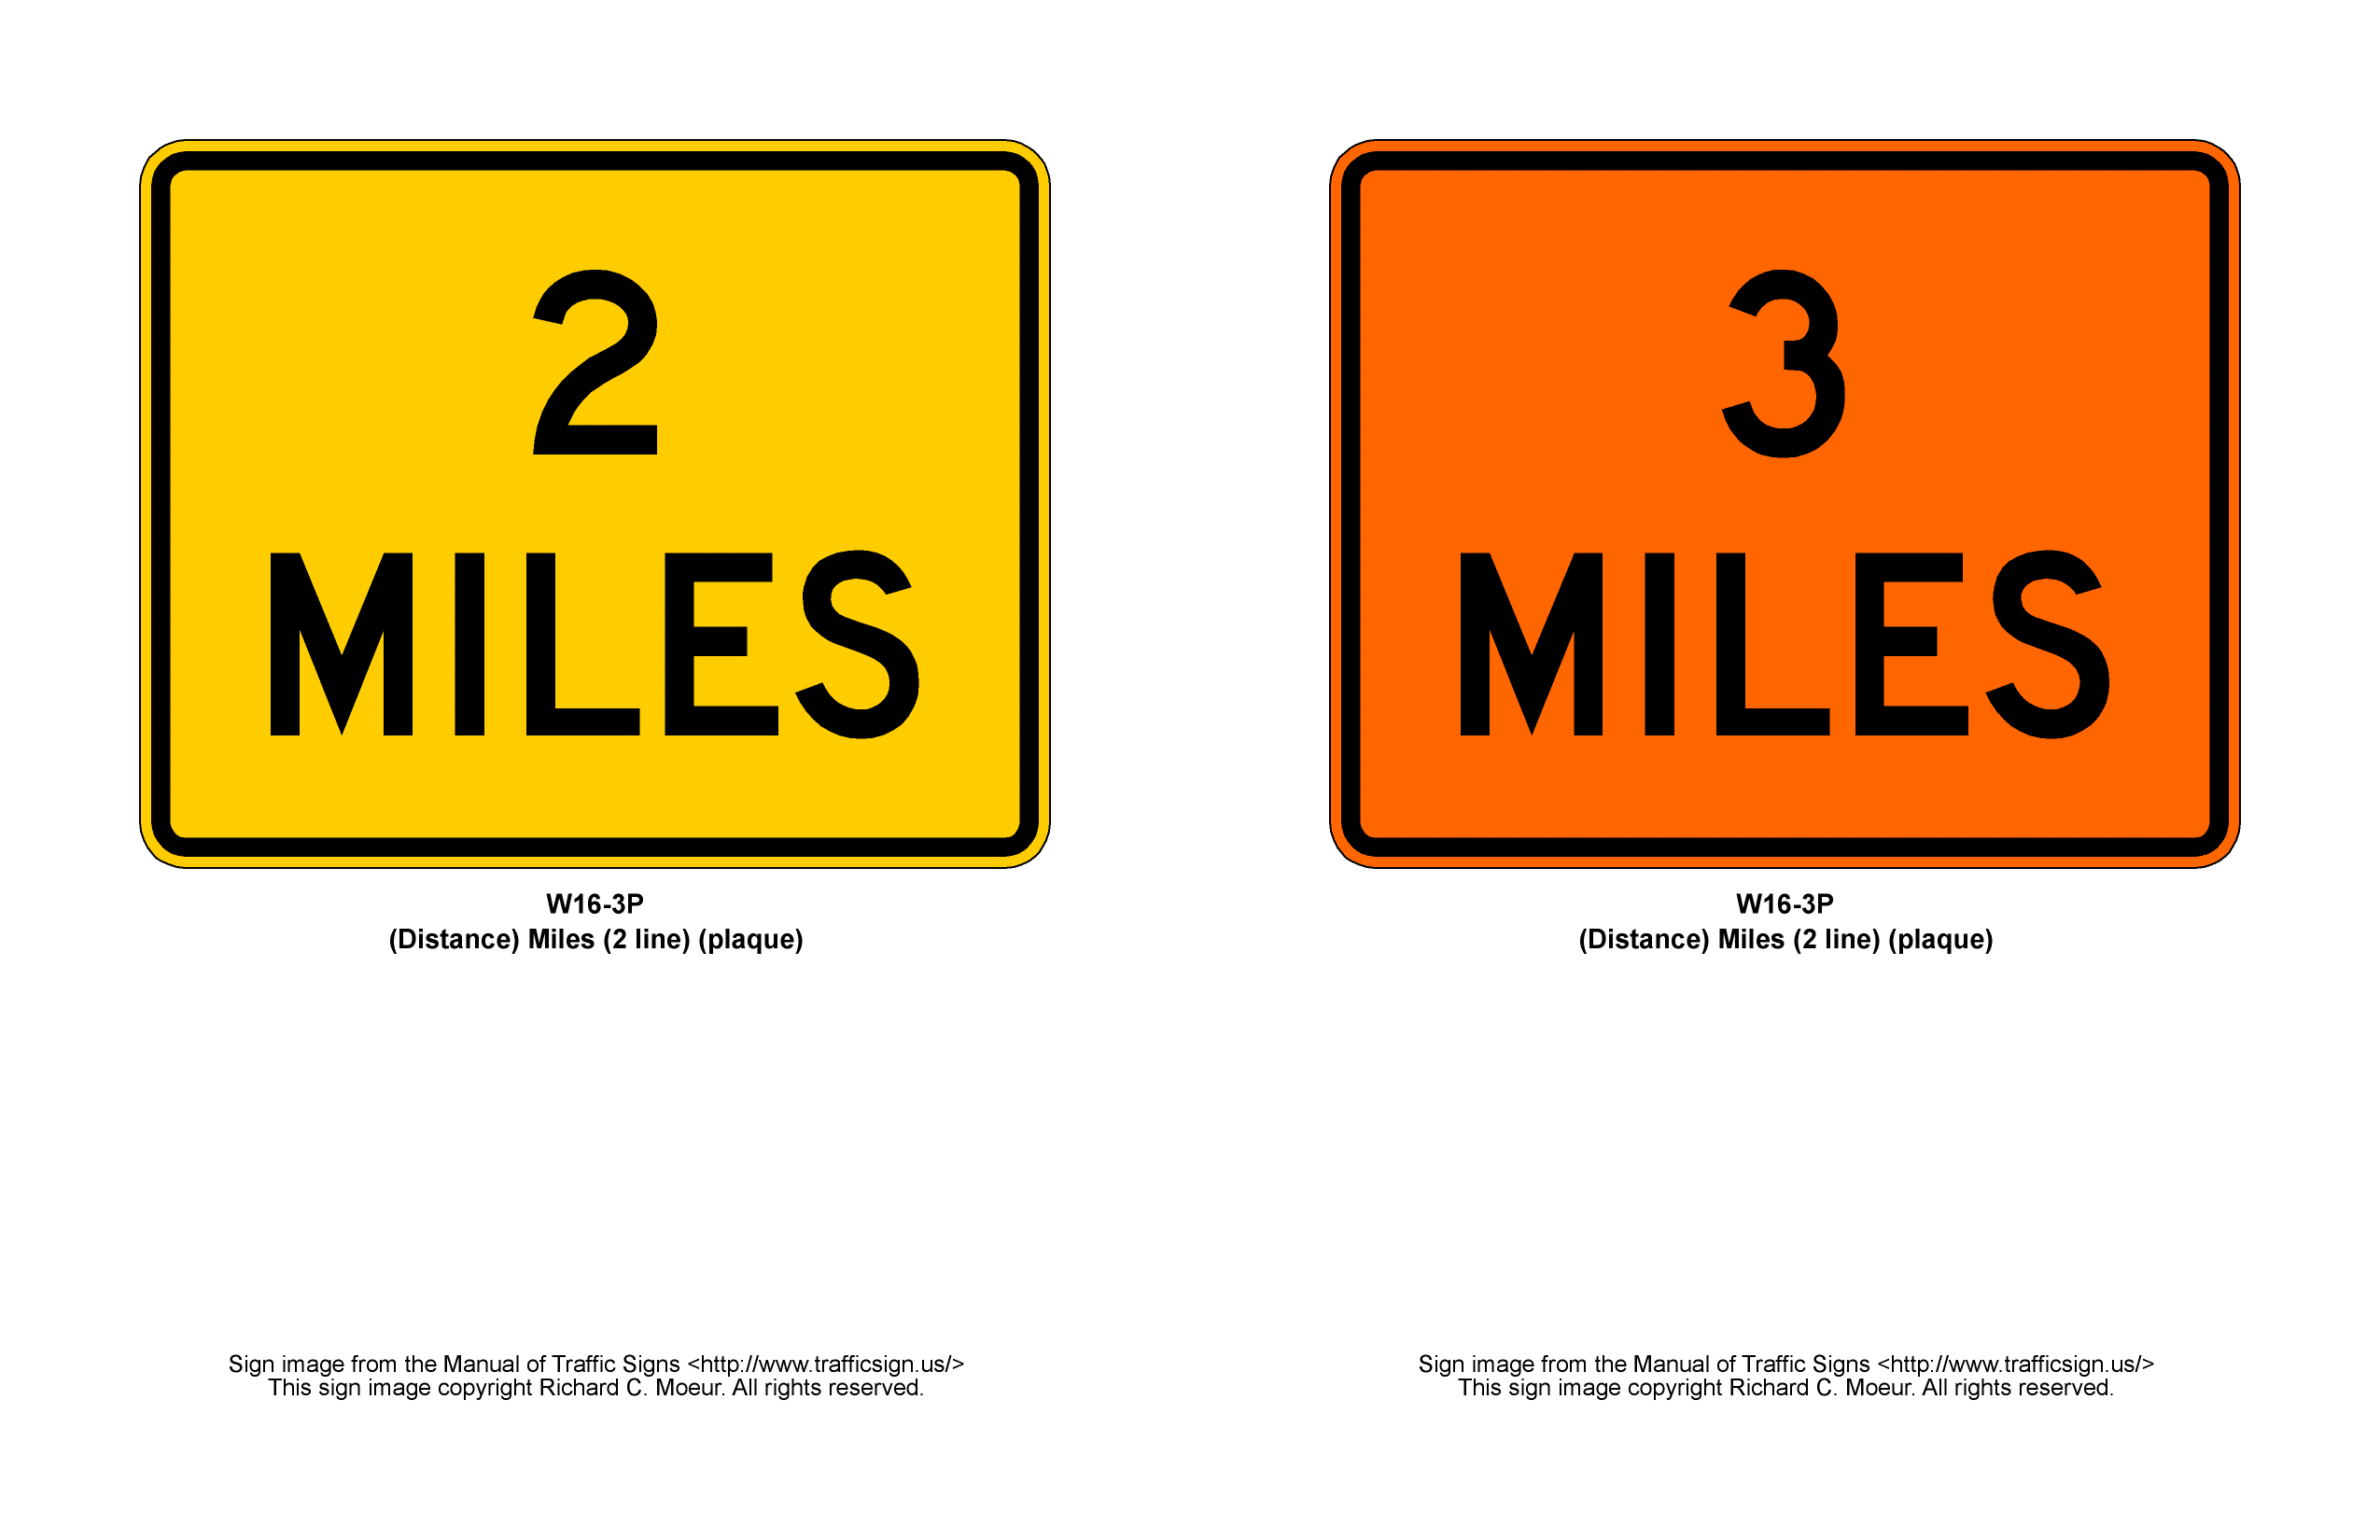 2
MILES
W16-3P
(Distance) Miles (2 line) (plaque)
Sign image from the Manual of Traffic Signs <http://www.trafficsign.us/>
This sign image copyright Richard C. Moeur. All rights reserved.
3
MILES
W16-3P
(Distance) Miles (2 line) (plaque)
Sign image from the Manual of Traffic Signs <http://www.trafficsign.us/>
This sign image copyright Richard C. Moeur. All rights reserved.